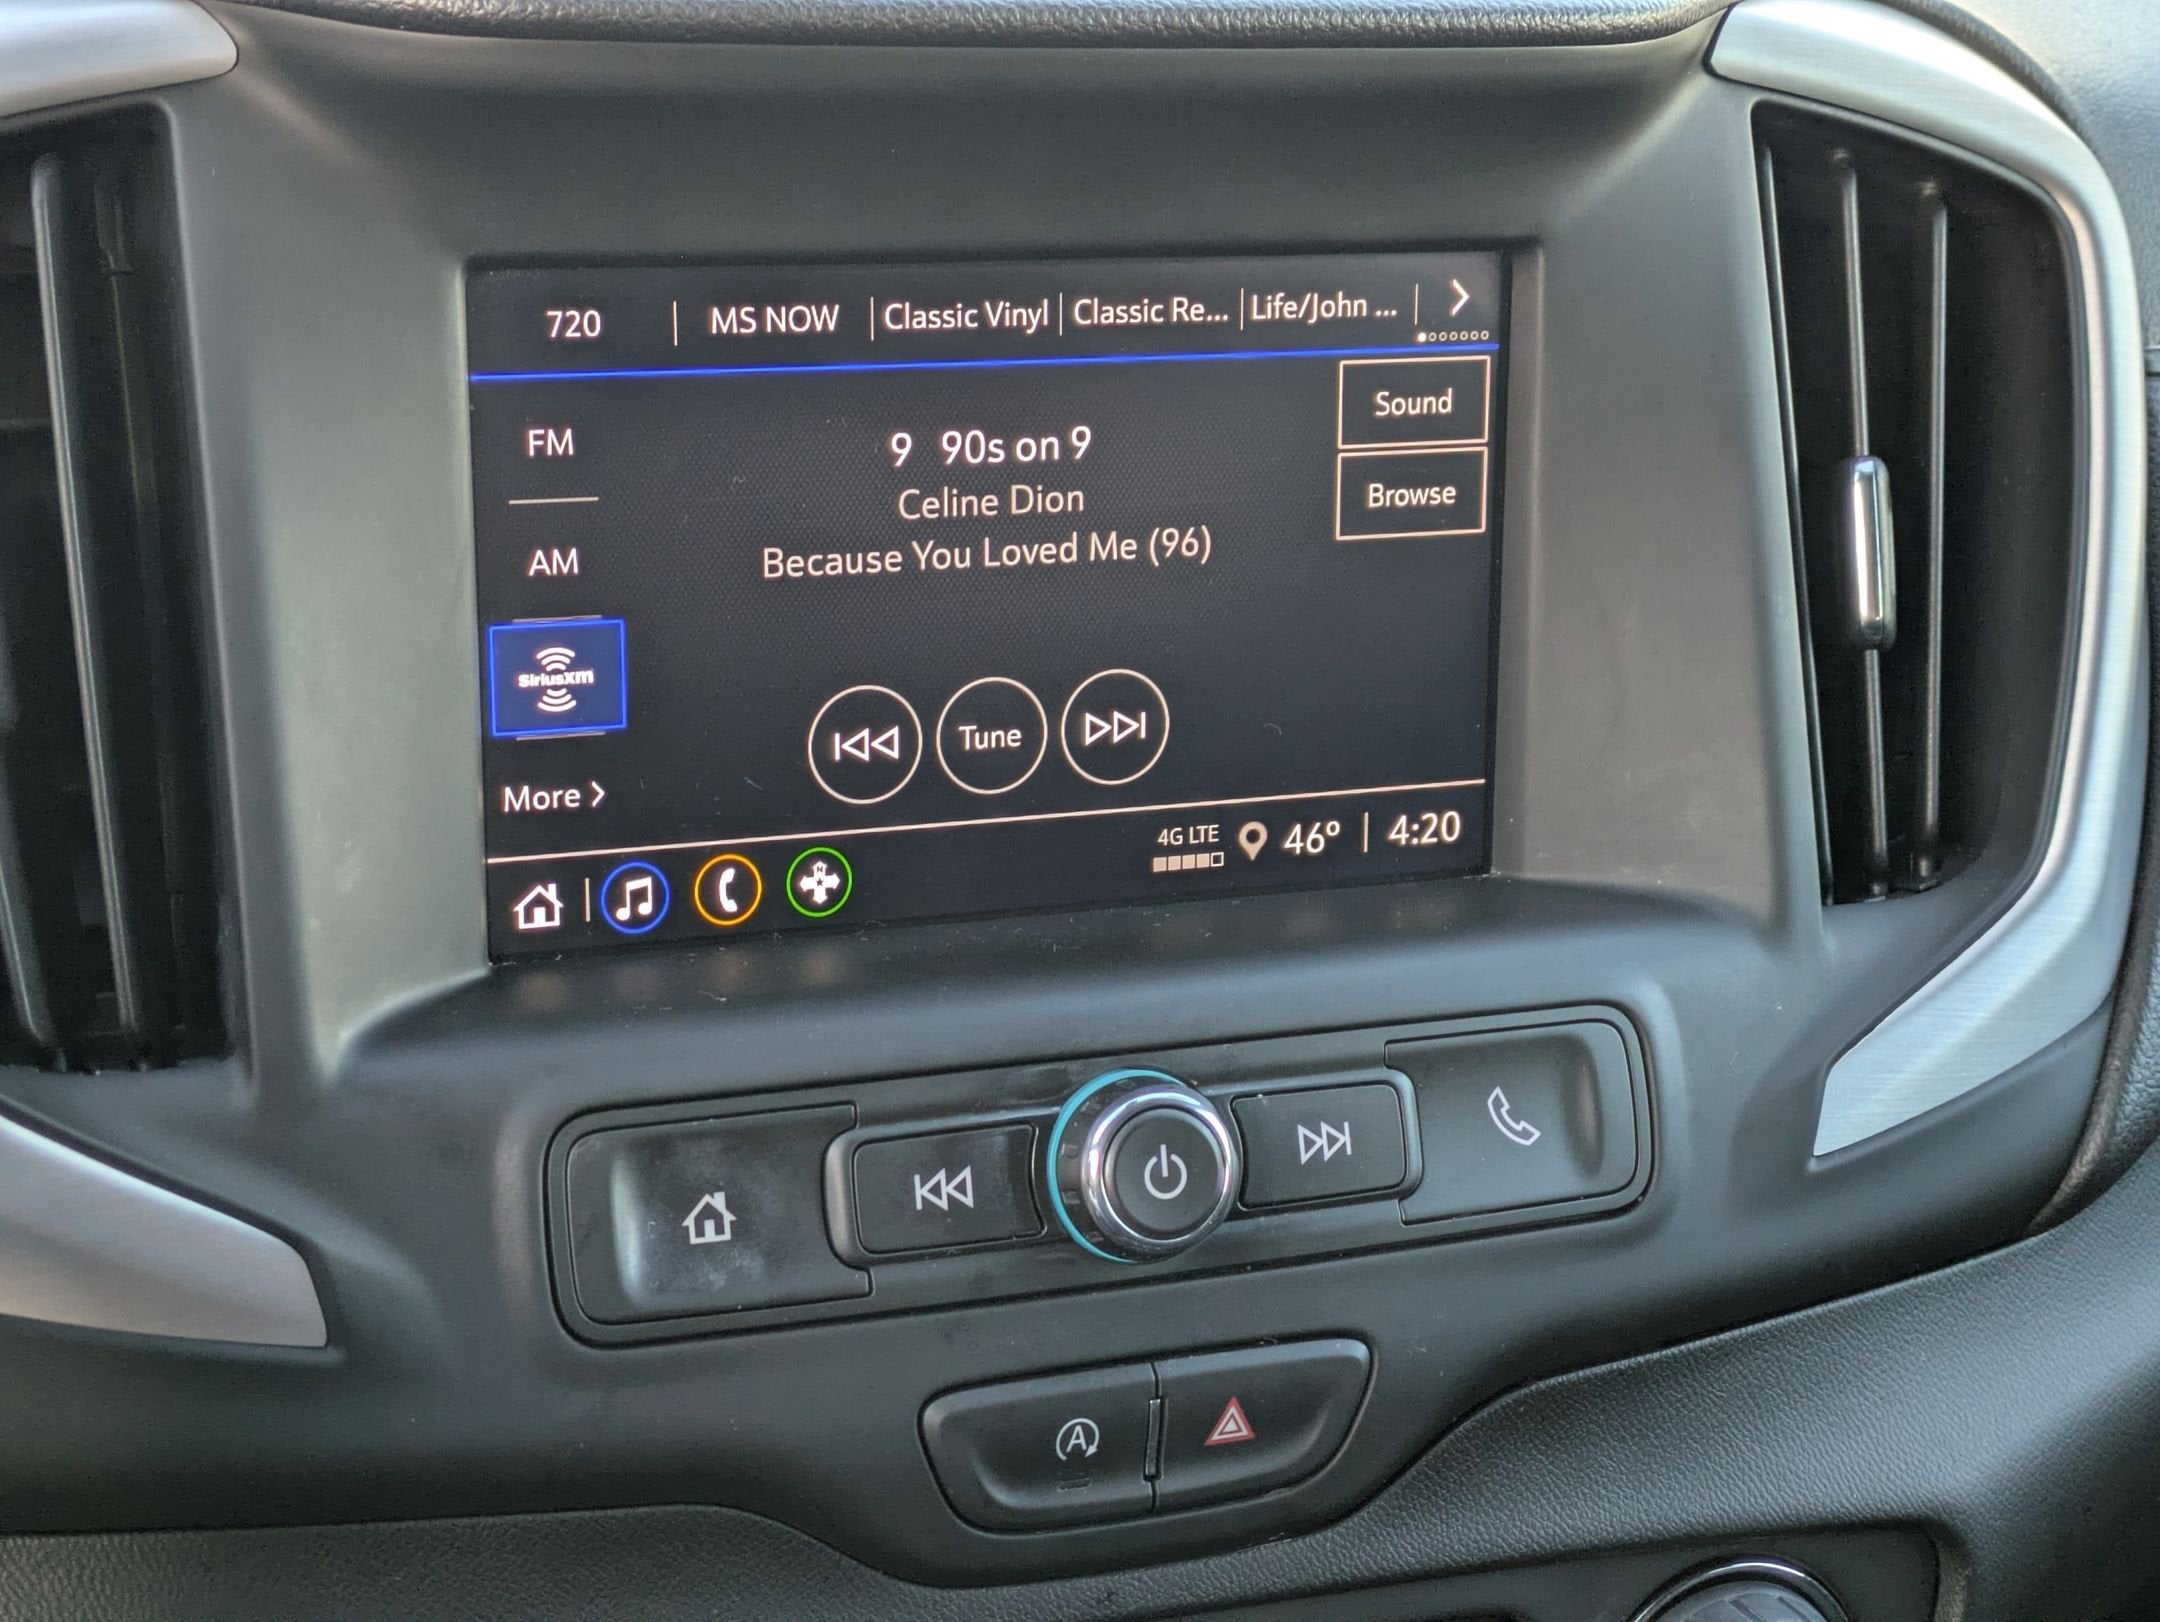 720 | MS NOW | Classic Vinyl | Classic Re... | Life/John ...
FM
9 90s on 9
Sound
Celine Dion
Browse
Because You Loved Me (96)
AM
SiriusXM
Tune
More
4G LTE 46° | 4:20
N
A